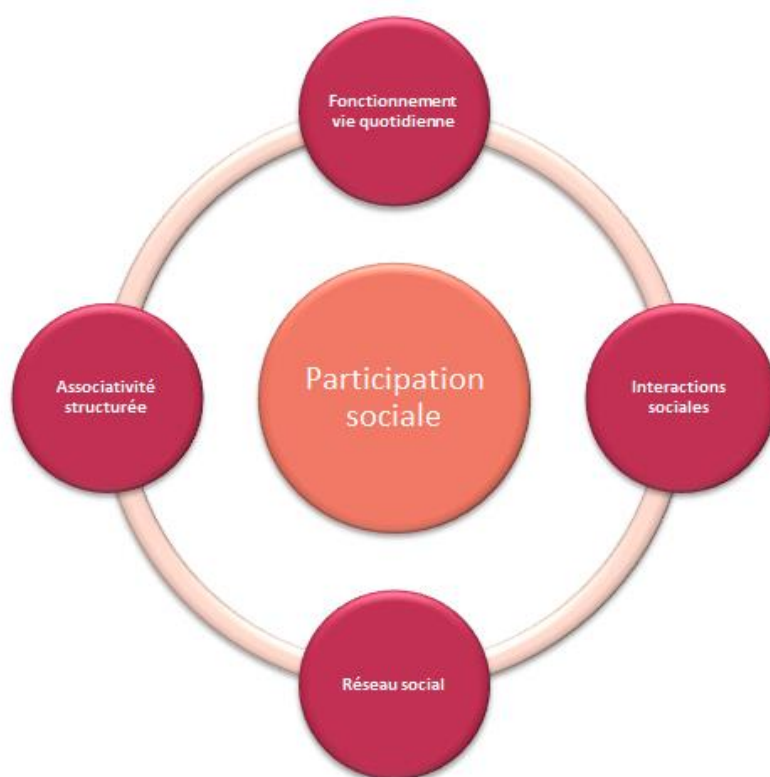 Fonctionnement
vie quotidienne
Participation
sociale
Associativité
structurée
Interactions
sociales
Réseau social